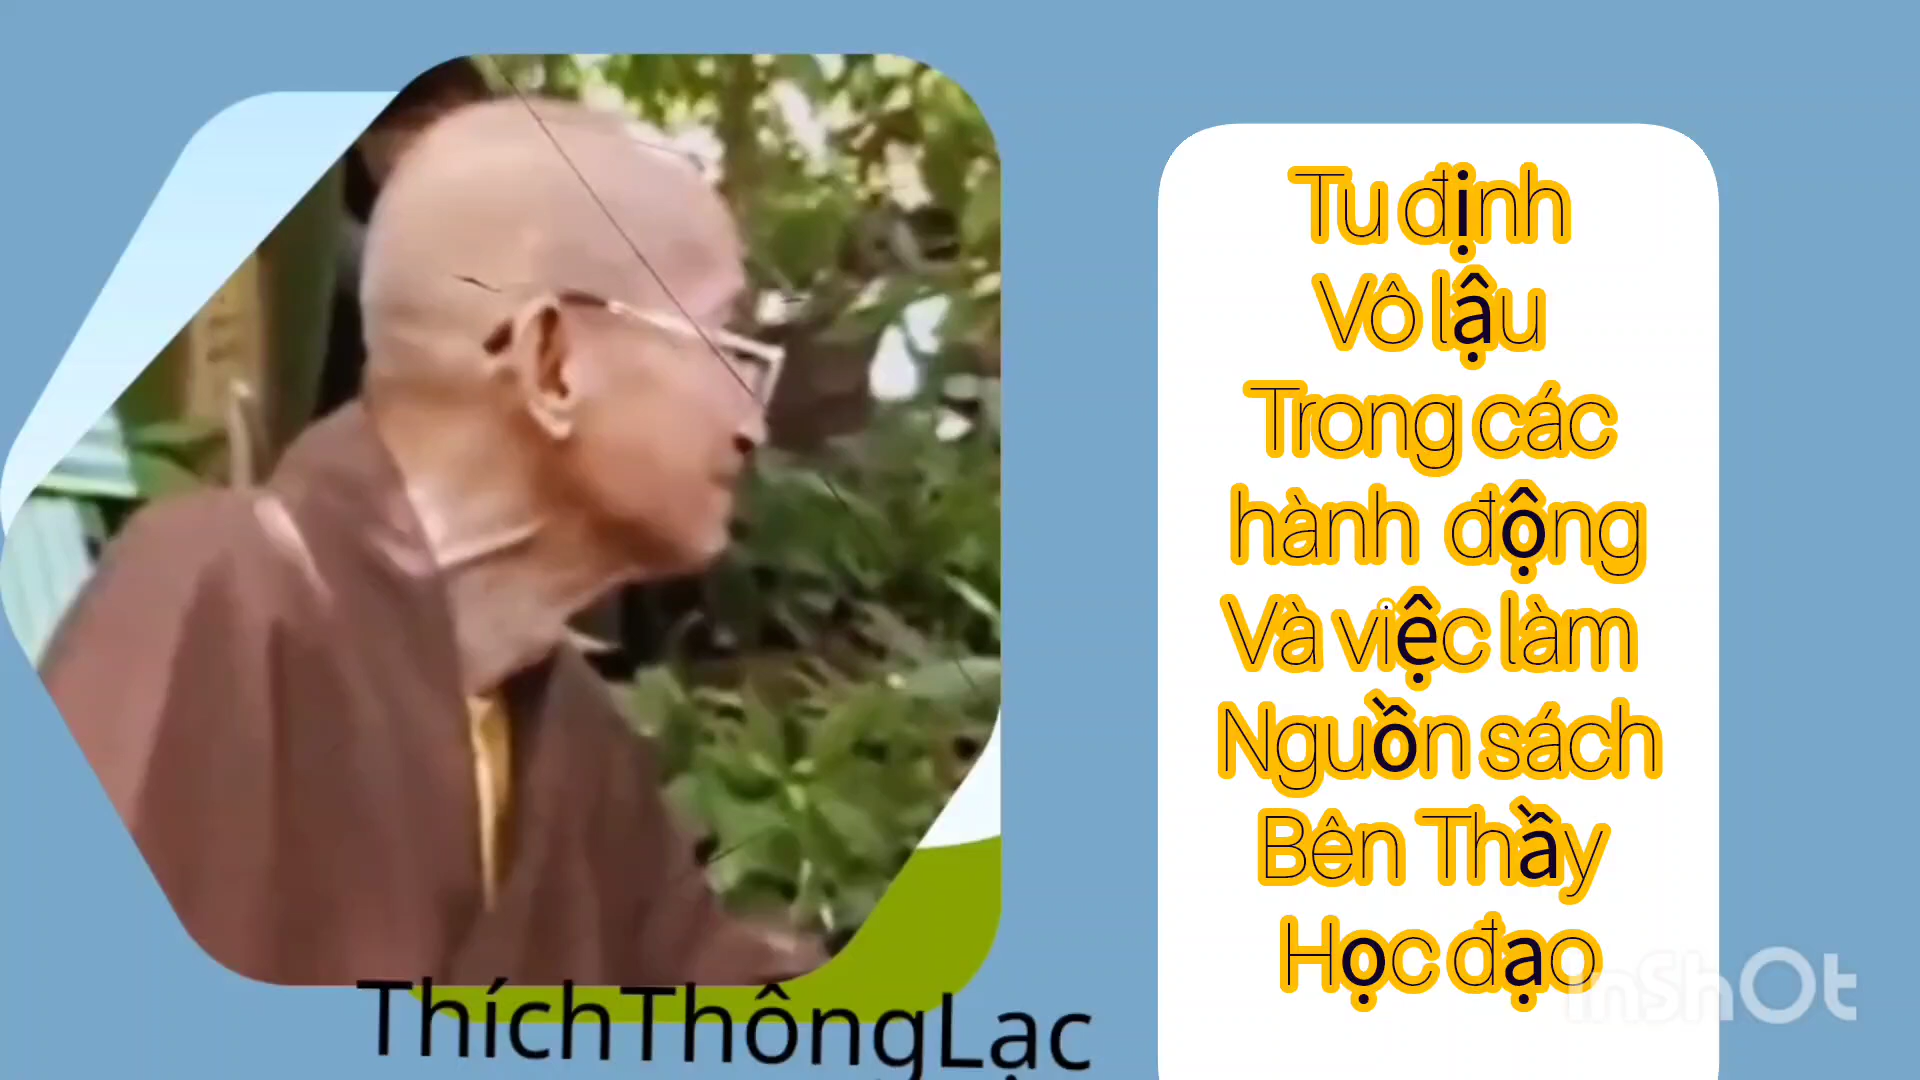 Tu định
Vô lậu
Trong các
hành động
Và việc làm
Nguồn sách
Bên Thầy
Học đạo
InShOt
ThíchThôngLạc